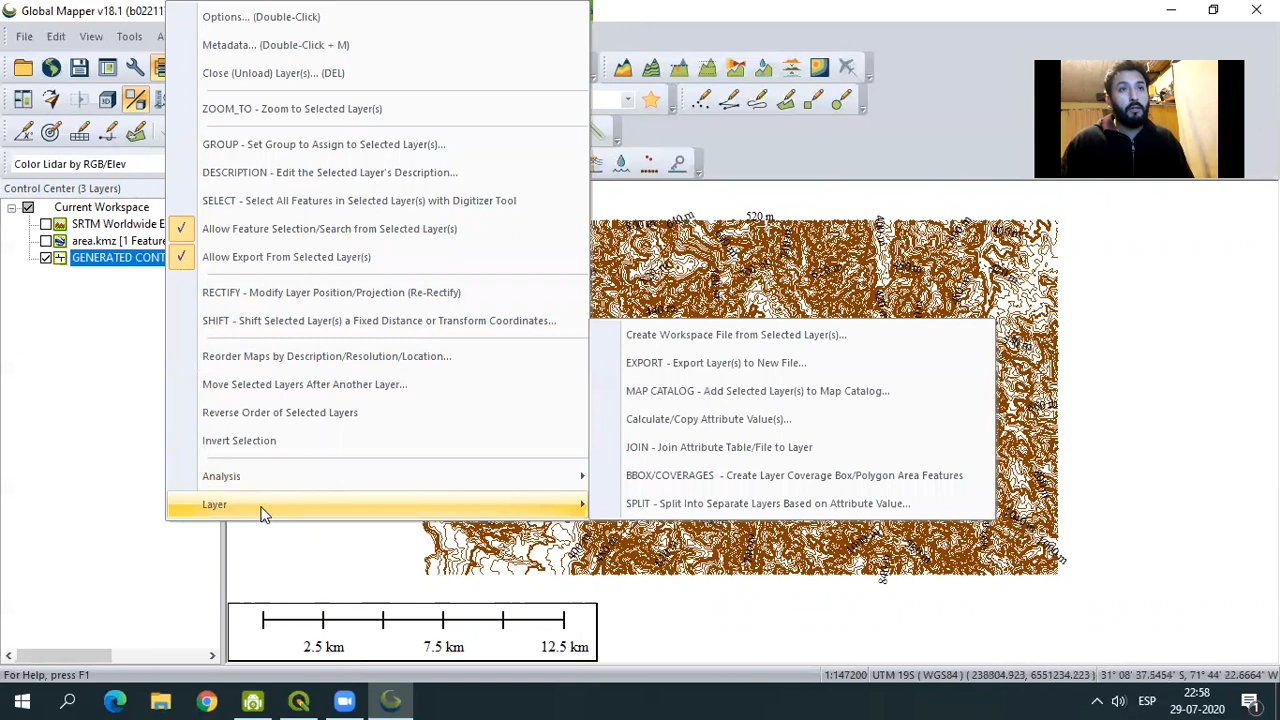 Global Mapper v18.1 (b0221
File Edit View Tools
Options... (Double-Click)
Metadata... (Double-Click + M)
Close (Unload) Layer(s)... (DEL)
ZOOM_TO - Zoom to Selected Layer(s)
GROUP - Set Group to Assign to Selected Layer(s)...
DESCRIPTION - Edit the Selected Layer's Description...
SELECT - Select All Features in Selected Layer(s) with Digitizer Tool
Allow Feature Selection/Search from Selected Layer(s)
Allow Export From Selected Layer(s)
RECTIFY - Modify Layer Position/Projection (Re-Rectify)
SHIFT - Shift Selected Layer(s) a Fixed Distance or Transform Coordinates...
Reorder Maps by Description/Resolution/Location...
Move Selected Layers After Another Layer...
Reverse Order of Selected Layers
Invert Selection
Analysis
Layer
Create Workspace File from Selected Layer(s)...
EXPORT - Export Layer(s) to New File...
MAP CATALOG - Add Selected Layer(s) to Map Catalog...
Calculate/Copy Attribute Value(s)...
JOIN - Join Attribute Table/File to Layer
BBOX/COVERAGES - Create Layer Coverage Box/Polygon Area Features
SPLIT - Split Into Separate Layers Based on Attribute Value...
Color Lidar by RGB/Elev
Control Center (3 Layers)
Current Workspace
SRTM Worldwide E
area.kmz [1 Feature
GENERATED CONT
520 m
2.5 km 7.5 km 12.5 km
For Help, press F1
1:147200 UTM 19S (WGS84) ( 238804.923, 6551234.223 ) 31° 08' 37.5454" S, 71° 44' 22.6664" W
ESP
22:58
29-07-2020